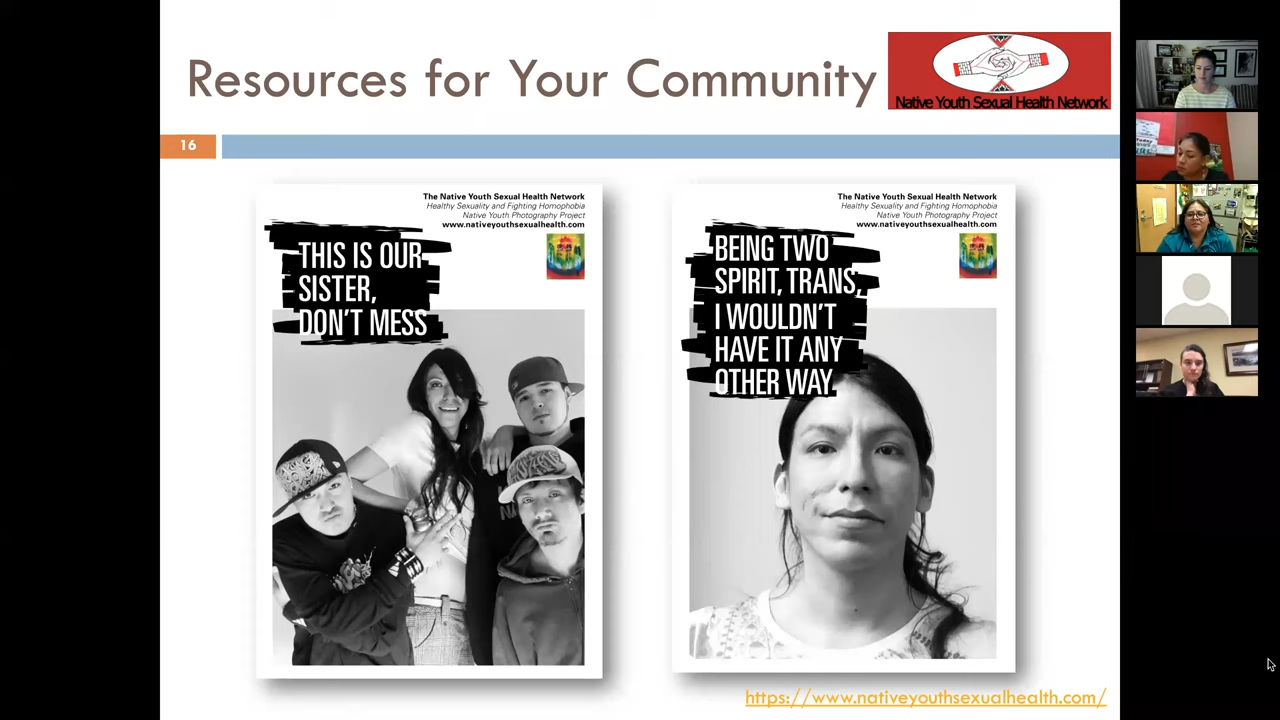 Resources for Your Community
Native Youth Sexual Health Network
16
The Native Youth Sexual Health Network
Healthy Sexuality and Fighting Homophobia
Native Youth Photography Project
www.nativeyouthsexualhealth.com
THIS IS OUR
SISTER,
DON'T MESS
The Native Youth Sexual Health Network
Healthy Sexuality and Fighting Homophobia
Native Youth Photography Project
www.nativeyouthsexualhealth.com
BEING TWO
SPIRIT, TRANS,
I WOULDN'T
HAVE IT ANY
OTHER WAY.
https://www.nativeyouthsexualhealth.com/